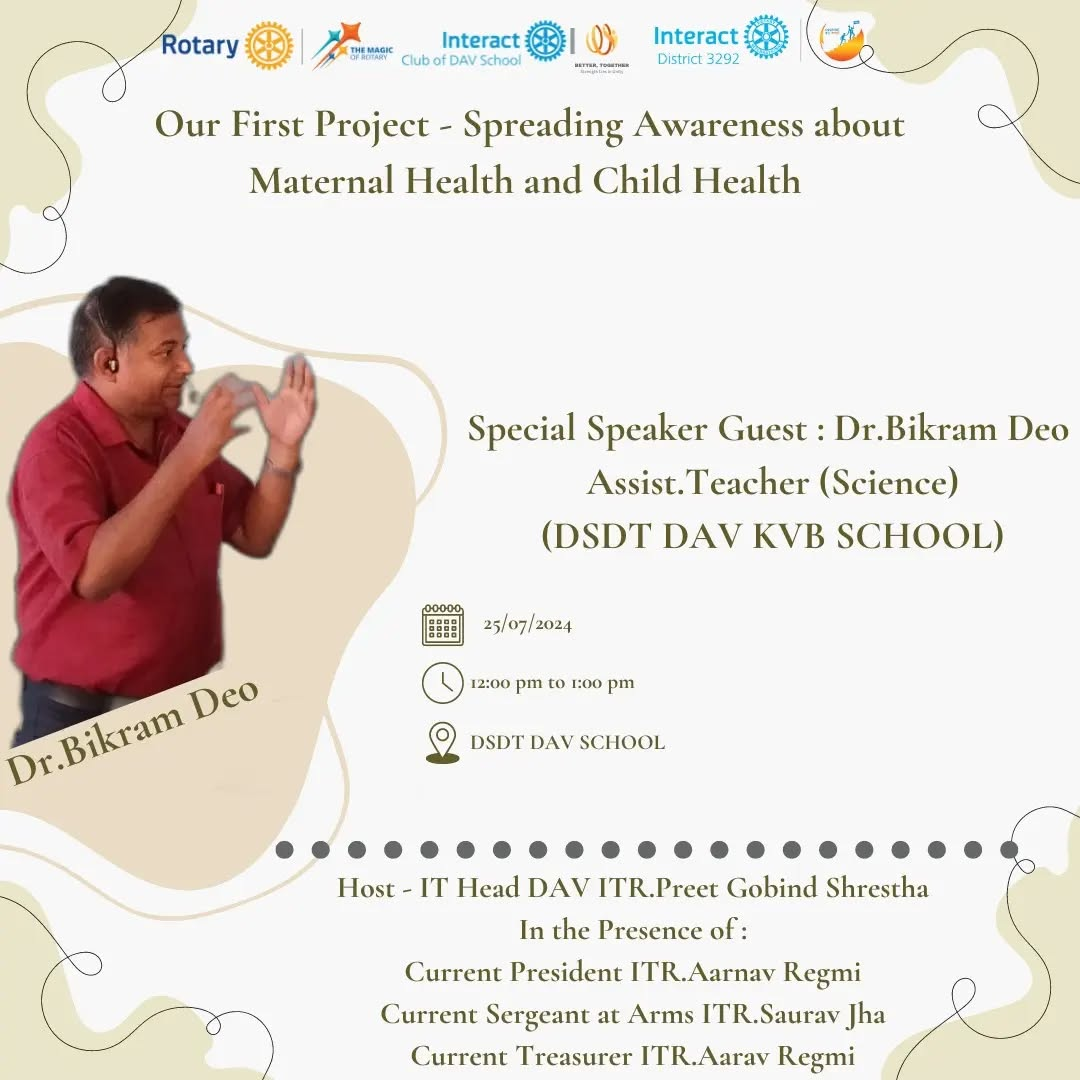 Rotary
THE MAGIC
OF ROTARY
Interact
Club of DAV School
BETTER, TOGETHER
Strength Lies in Unity
Interact
District 3292
Our First Project - Spreading Awareness about
Maternal Health and Child Health
Special Speaker Guest : Dr.Bikram Deo
Assist.Teacher (Science)
(DSDT DAV KVB SCHOOL)
25/07/2024
12:00 pm to 1:00 pm
DSDT DAV SCHOOL
Dr.Bikram Deo
Host - IT Head DAV ITR.Preet Gobind Shrestha
In the Presence of :
Current President ITR.Aarnav Regmi
Current Sergeant at Arms ITR.Saurav Jha
Current Treasurer ITR.Aarav Regmi